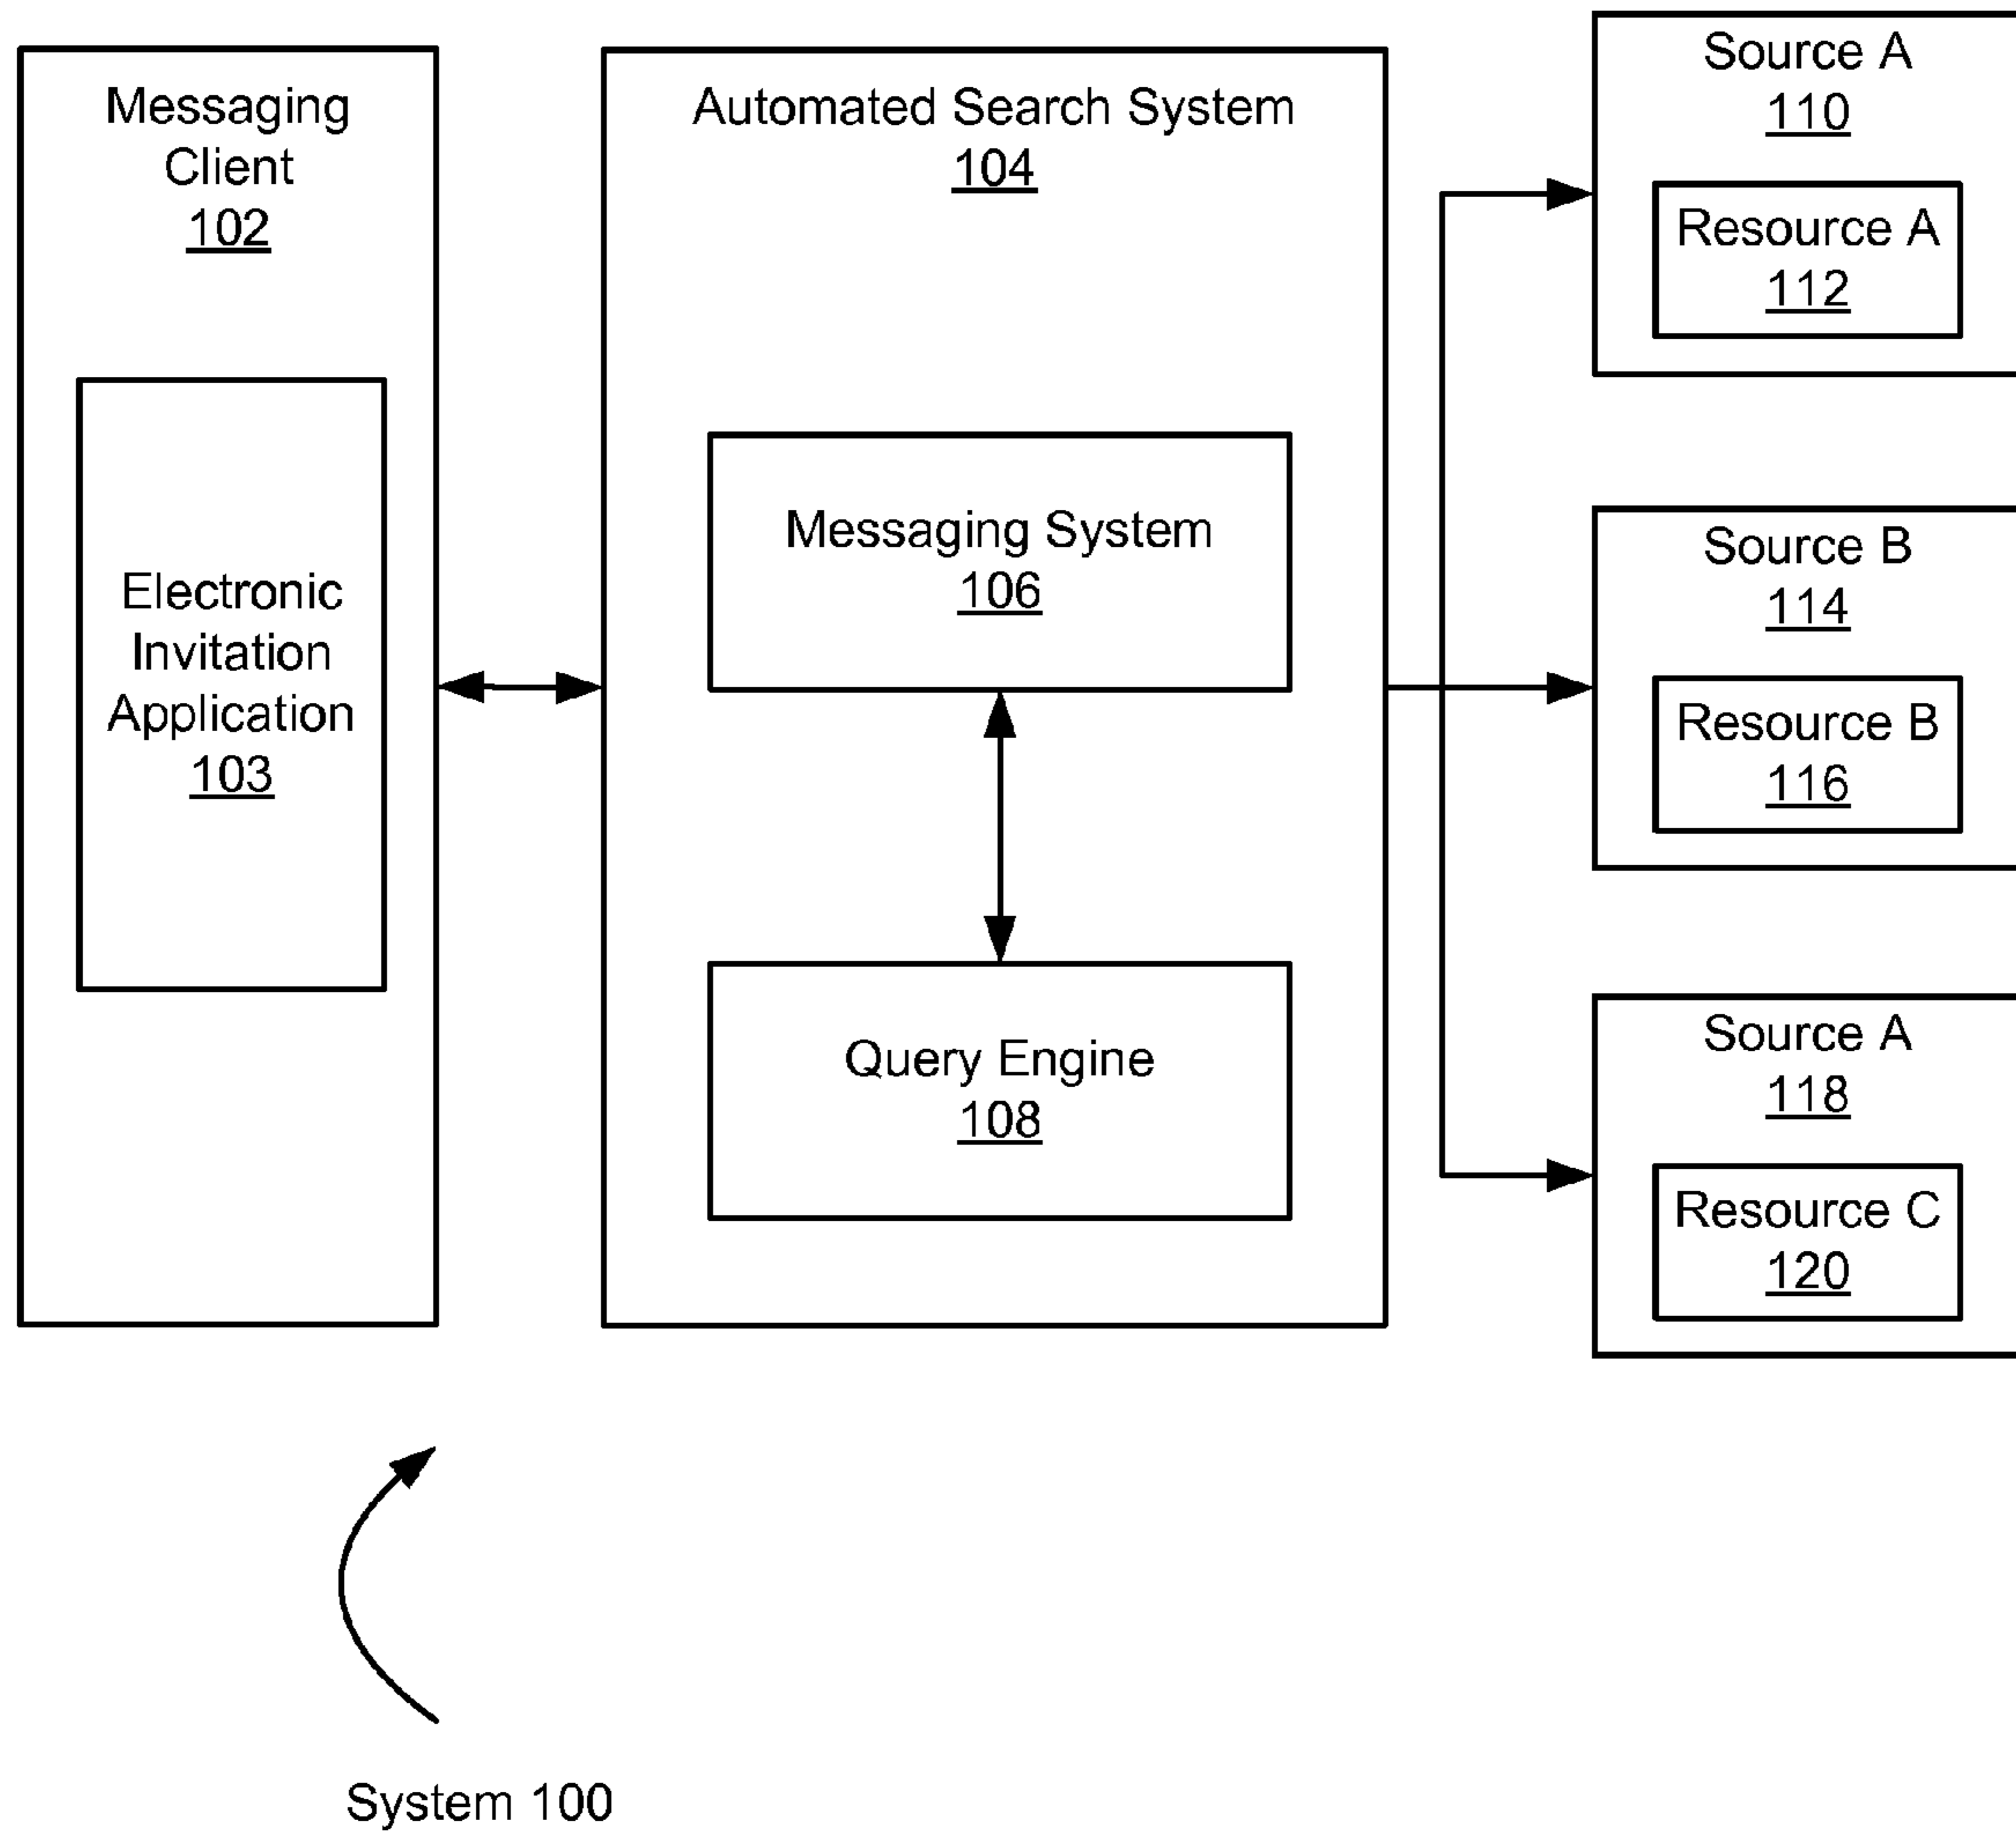 Messaging
Client
102
Electronic
Invitation
Application
103
Automated Search System
104
Messaging System
106
Query Engine
108
Source A
110
Resource A
112
Source B
114
Resource B
116
Source A
118
Resource C
120
System 100